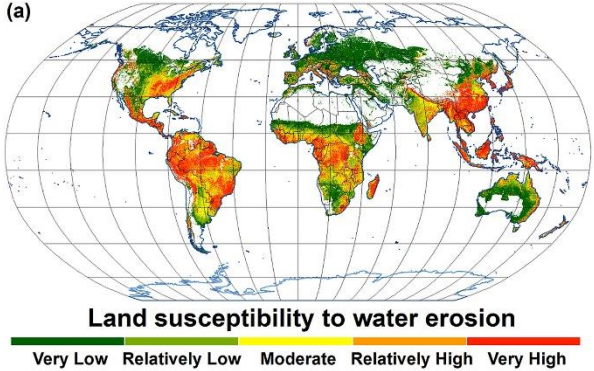 (a)
Land susceptibility to water erosion
Very Low Relatively Low Moderate Relatively High Very High